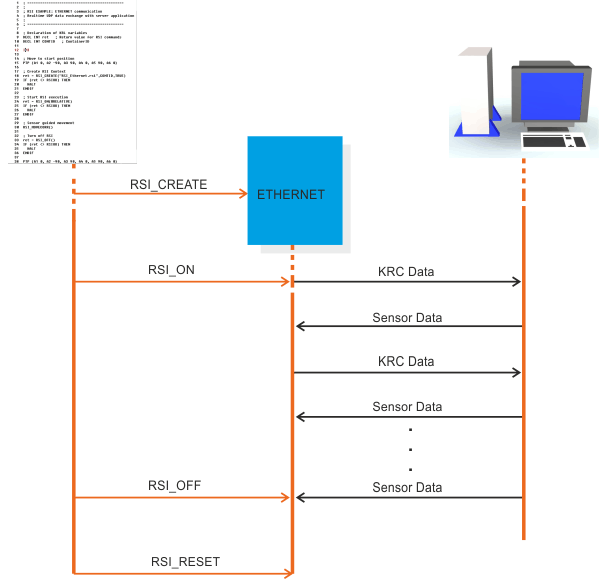 1 ; =========================================
2 ;
3 ; RSI EXAMPLE: ETHERNET communication
4 ; Realtime UDP data exchange with server application
5 ;
6 ; =========================================
7
8 ; Declaration of KRL variables
9 DECL INT ret ; Return value for RSI commands
10 DECL INT CONTID ; ContainerID
11
12
13
14 ; Move to start position
15 PTP {A1 0, A2 -90, A3 90, A4 0, A5 90, A6 0}
16
17 ; Create RSI Context
18 ret = RSI_CREATE("RSI_Ethernet.rsi",CONTID,TRUE)
19 IF (ret <> RSIOK) THEN
20 HALT
21 ENDIF
22
23 ; Start RSI execution
24 ret = RSI_ON(#RELATIVE)
25 IF (ret <> RSIOK) THEN
26 HALT
27 ENDIF
28
29 ; Sensor guided movement
30 RSI_MOVECORR()
31
32 ; Turn off RSI
33 ret = RSI_OFF()
34 IF (ret <> RSIOK) THEN
35 HALT
36 ENDIF
37
38 PTP {A1 0, A2 -90, A3 90, A4 0, A5 90, A6 0}
RSI_CREATE
ETHERNET
RSI_ON
KRC Data
Sensor Data
KRC Data
Sensor Data
RSI_OFF
Sensor Data
RSI_RESET